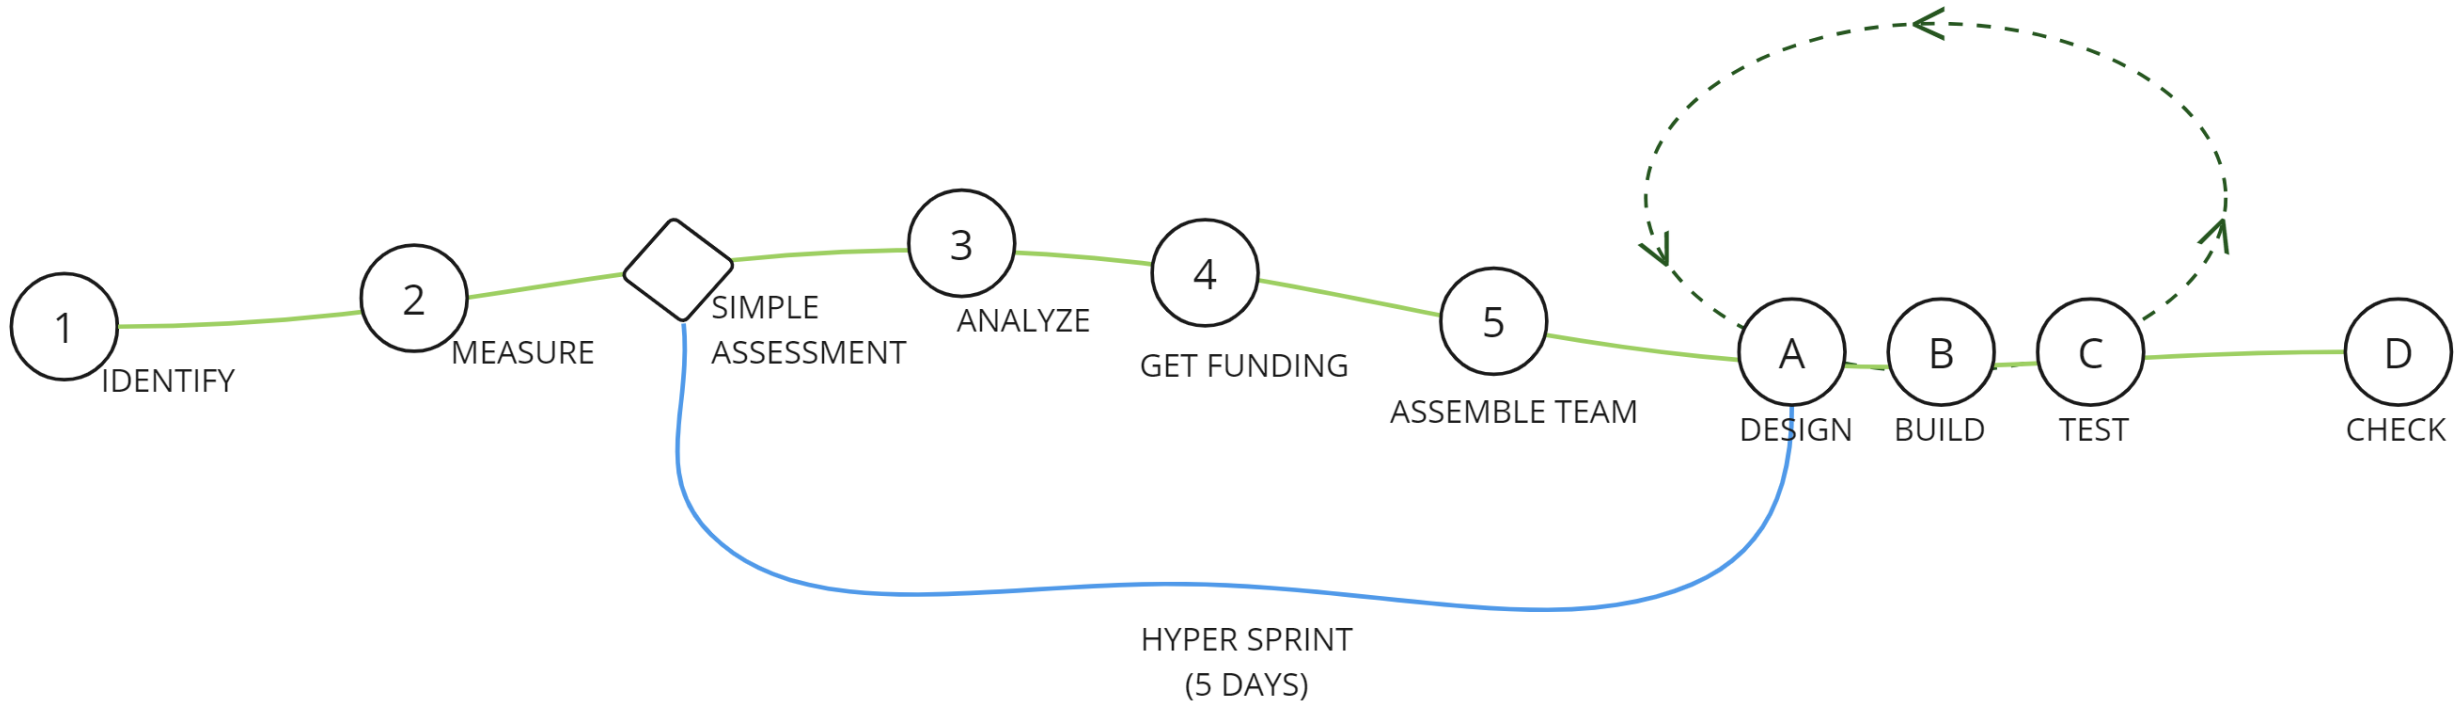 1
IDENTIFY
2
MEASURE
SIMPLE
ASSESSMENT
3
ANALYZE
4
GET FUNDING
5
ASSEMBLE TEAM
A
DESIGN
B
BUILD
C
TEST
D
CHECK
HYPER SPRINT
(5 DAYS)